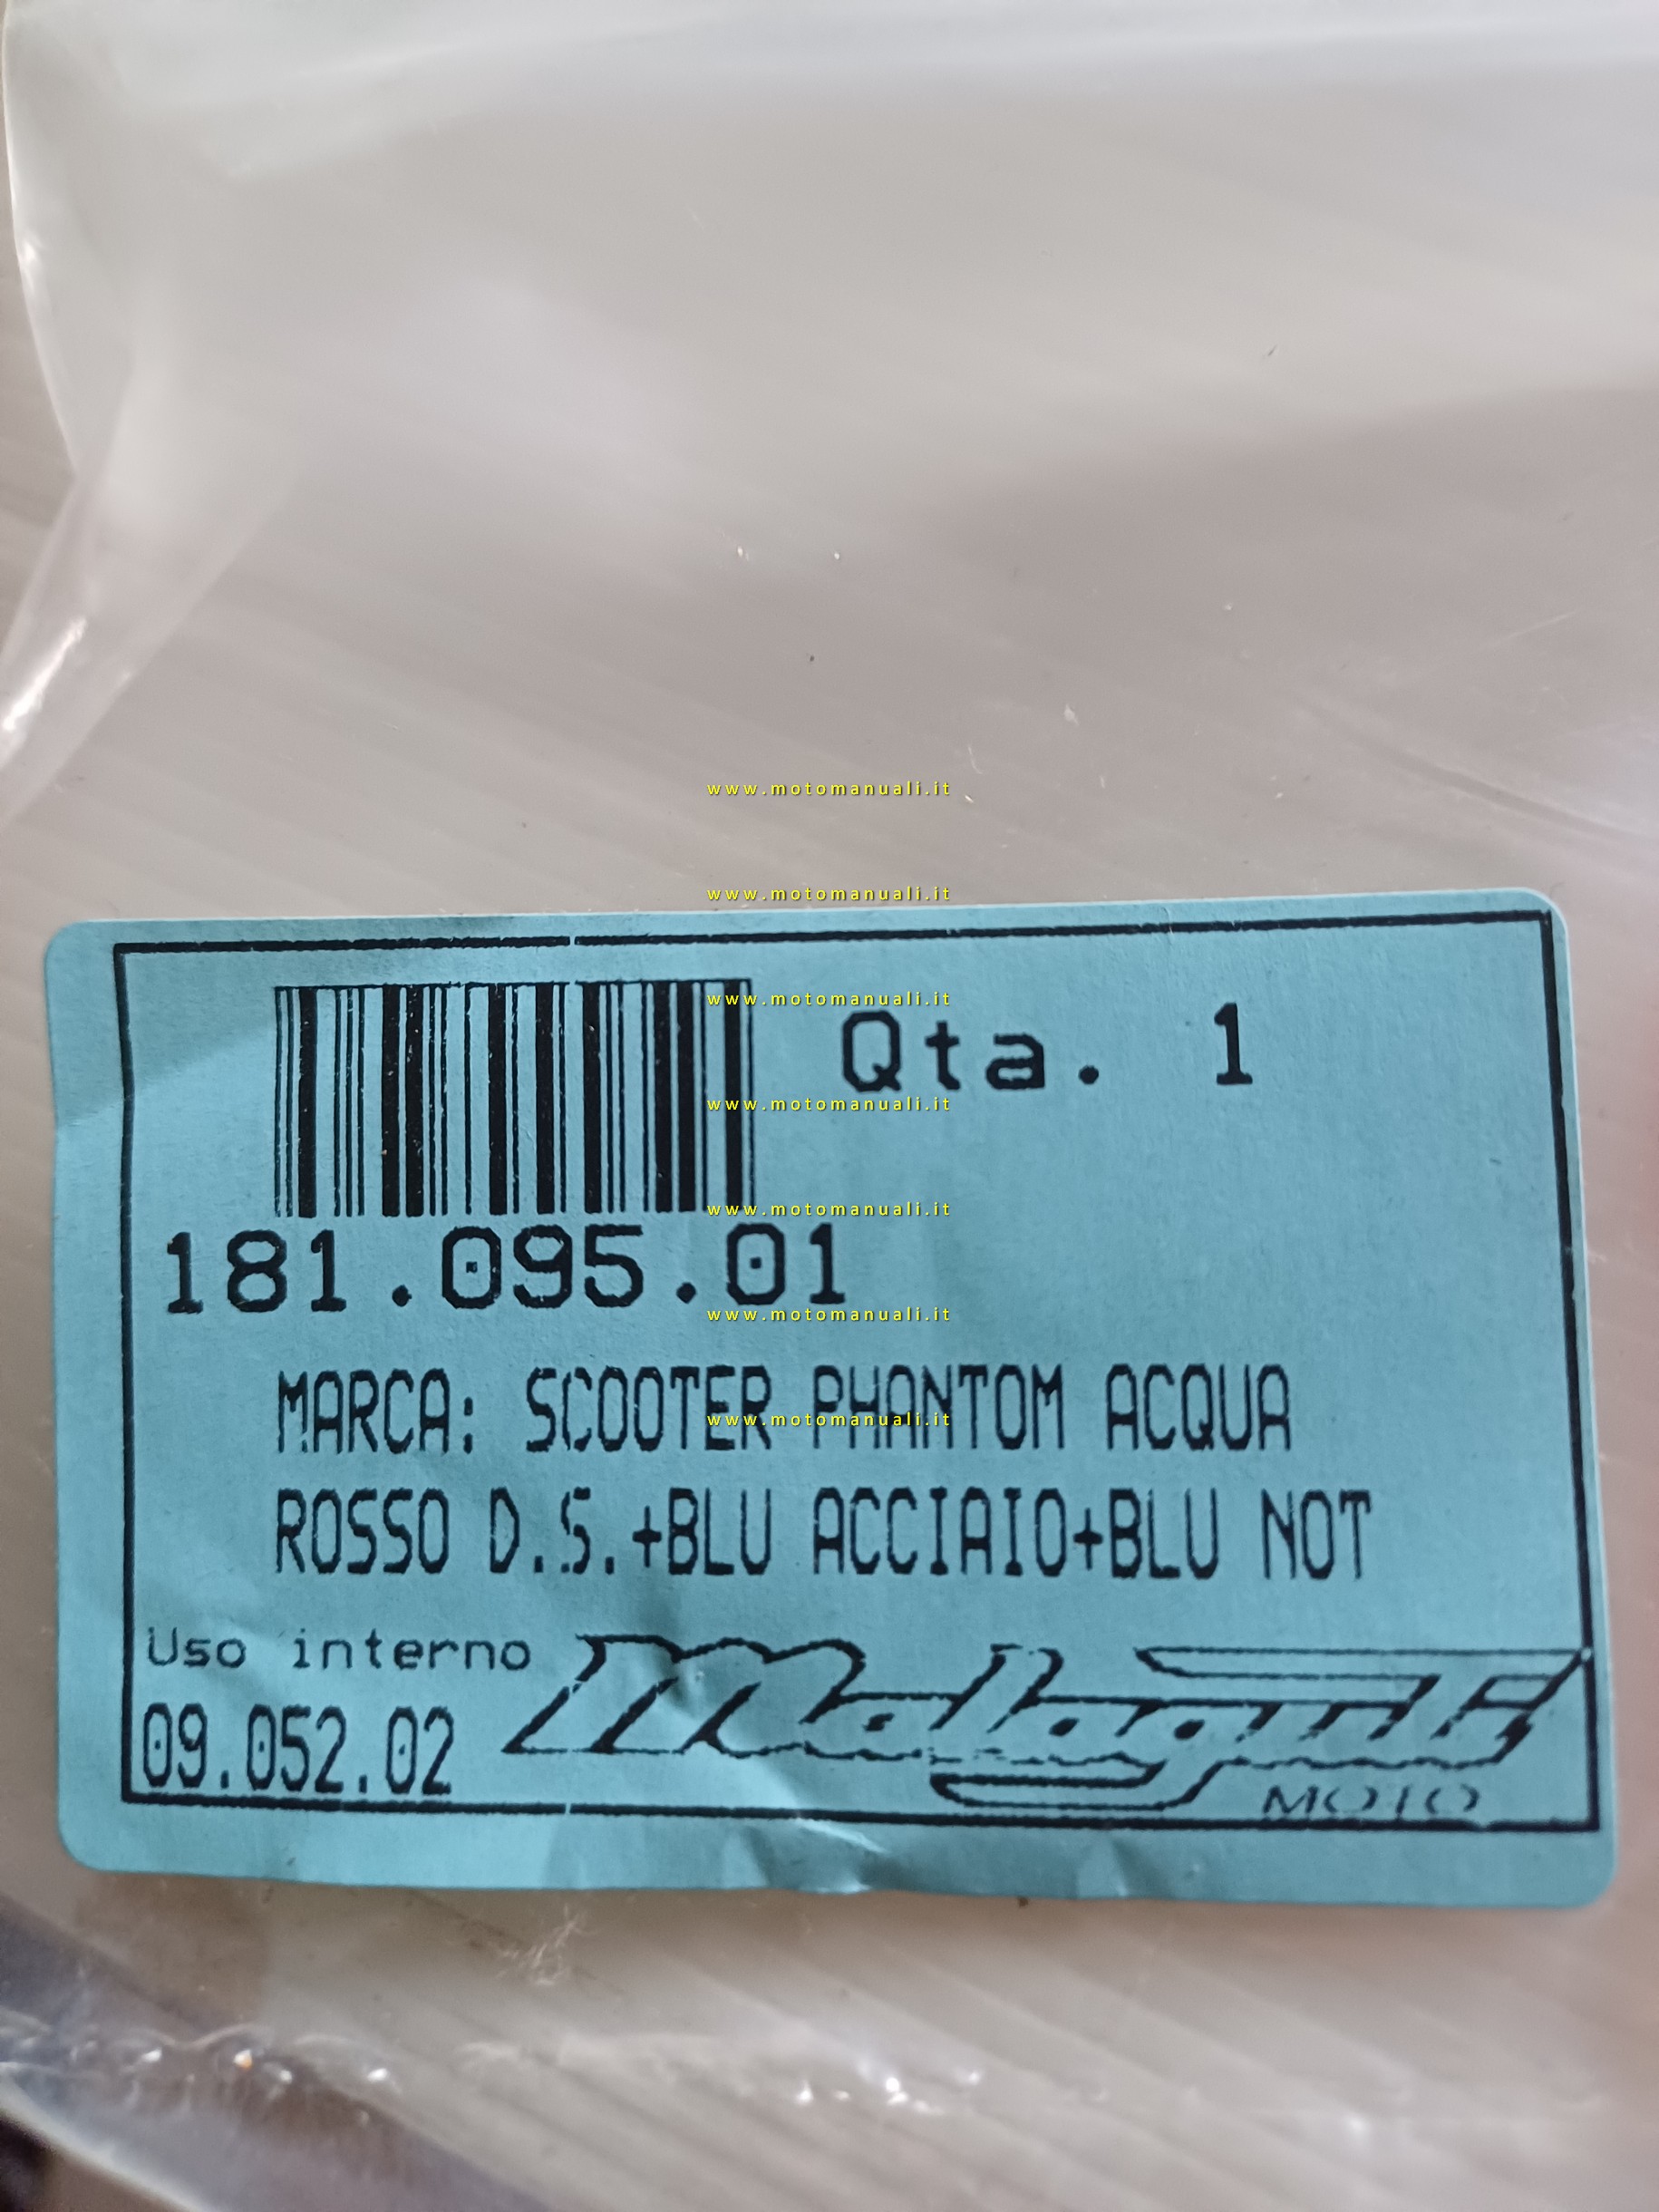 www.motomanuali.it
www.motomanuali.it
www.motomanuali.it
Qta. 1
www.motomanuali.it
www.motomanuali.it
181.095.01
www.motomanuali.it
MARCA: SCOOTER PHANTOM ACQUA
www.motomanuali.it
ROSSO D.S.+BLU ACCIAIO+BLU NOT
Uso interno
09.052.02
Malaguti
MOTO